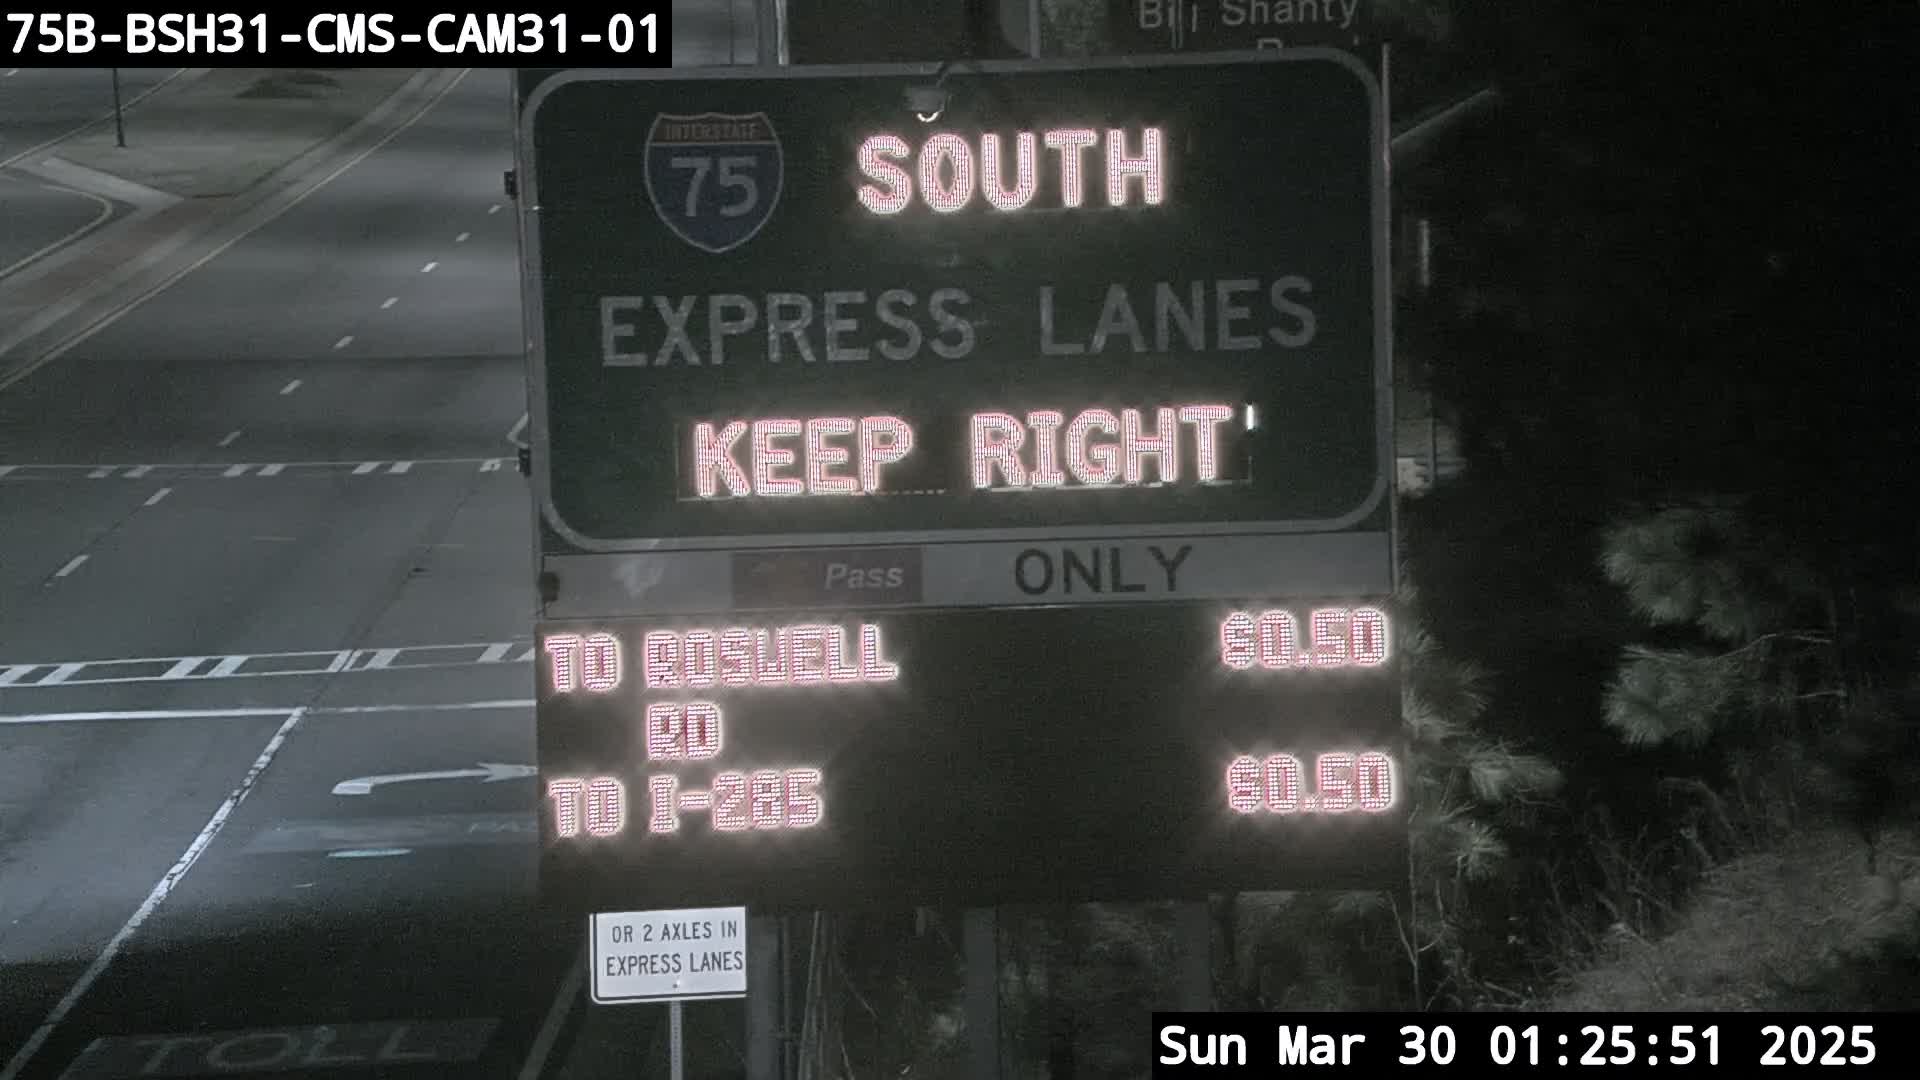 75B-BSH31-CMS-CAM31-01
Shanty
INTERSTATE
75
SOUTH
EXPRESS LANES
KEEP RIGHT
Pass ONLY
TO ROSWELL $0.50
RD
TO I-285 $0.50
OR 2 AXLES IN
EXPRESS LANES
TOLL
Sun Mar 30 01:25:51 2025